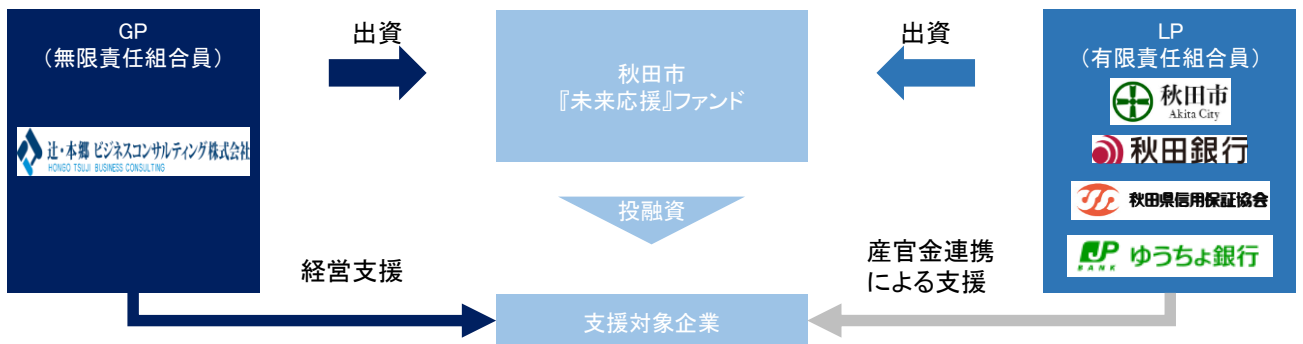 GP
（無限責任組合員）
辻・本郷 ビジネスコンサルティング株式会社
HONGO TSUJI BUSINESS CONSULTING
出資
秋田市
『未来応援』ファンド
出資
LP
（有限責任組合員）
秋田市
Akita City
秋田銀行
秋田県信用保証協会
JP
BANK
ゆうちょ銀行
投融資
経営支援
産官金連携
による支援
支援対象企業